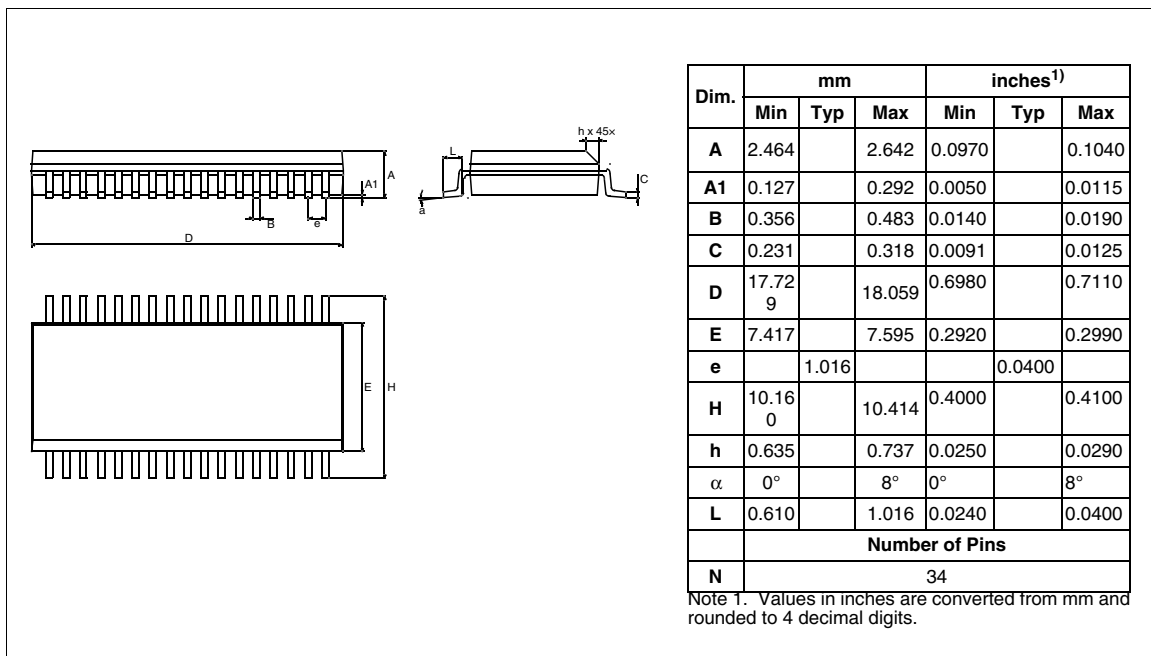 h x 45×
L
A1
A
C
a
B
e
D
E
H
Dim. mm inches1)
Min Typ Max Min Typ Max
A 2.464 2.642 0.0970 0.1040
A1 0.127 0.292 0.0050 0.0115
B 0.356 0.483 0.0140 0.0190
C 0.231 0.318 0.0091 0.0125
D 17.729 18.059 0.6980 0.7110
E 7.417 7.595 0.2920 0.2990
e 1.016 0.0400
H 10.160 10.414 0.4000 0.4100
h 0.635 0.737 0.0250 0.0290
α 0° 8° 0° 8°
L 0.610 1.016 0.0240 0.0400
Number of Pins
N 34
Note 1. Values in inches are converted from mm and
rounded to 4 decimal digits.